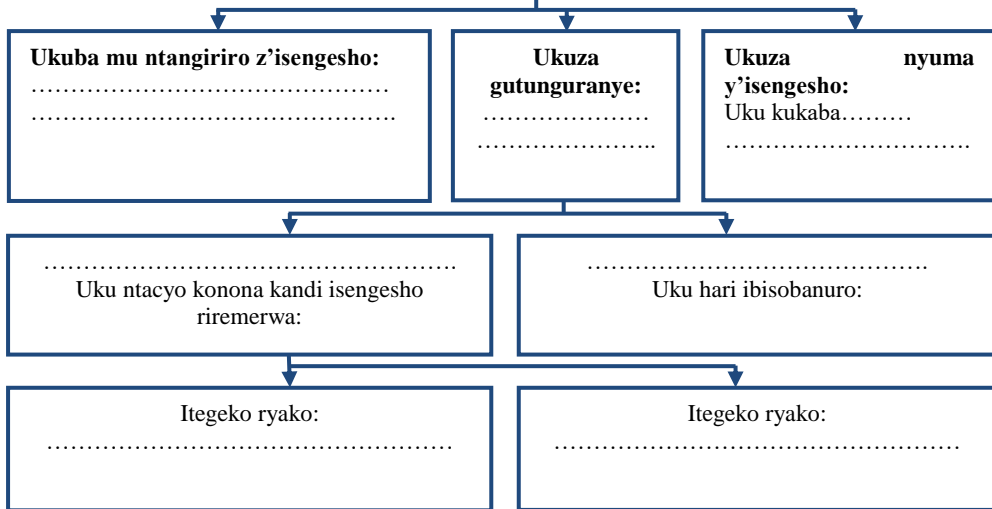 Ukuba mu ntangiriro z’isengesho:
………………………………………
……………………………………….
Ukuza
gutunguranye:
…………………
…………………..
Ukuza nyuma
y’isengesho:
Uku kukaba………
………………………….
…………………………………………….
Uku ntacyo konona kandi isengesho
riremerwa:
…………………………………….
Uku hari ibisobanuro:
Itegeko ryako:
……………………………………………
Itegeko ryako:
……………………………………………